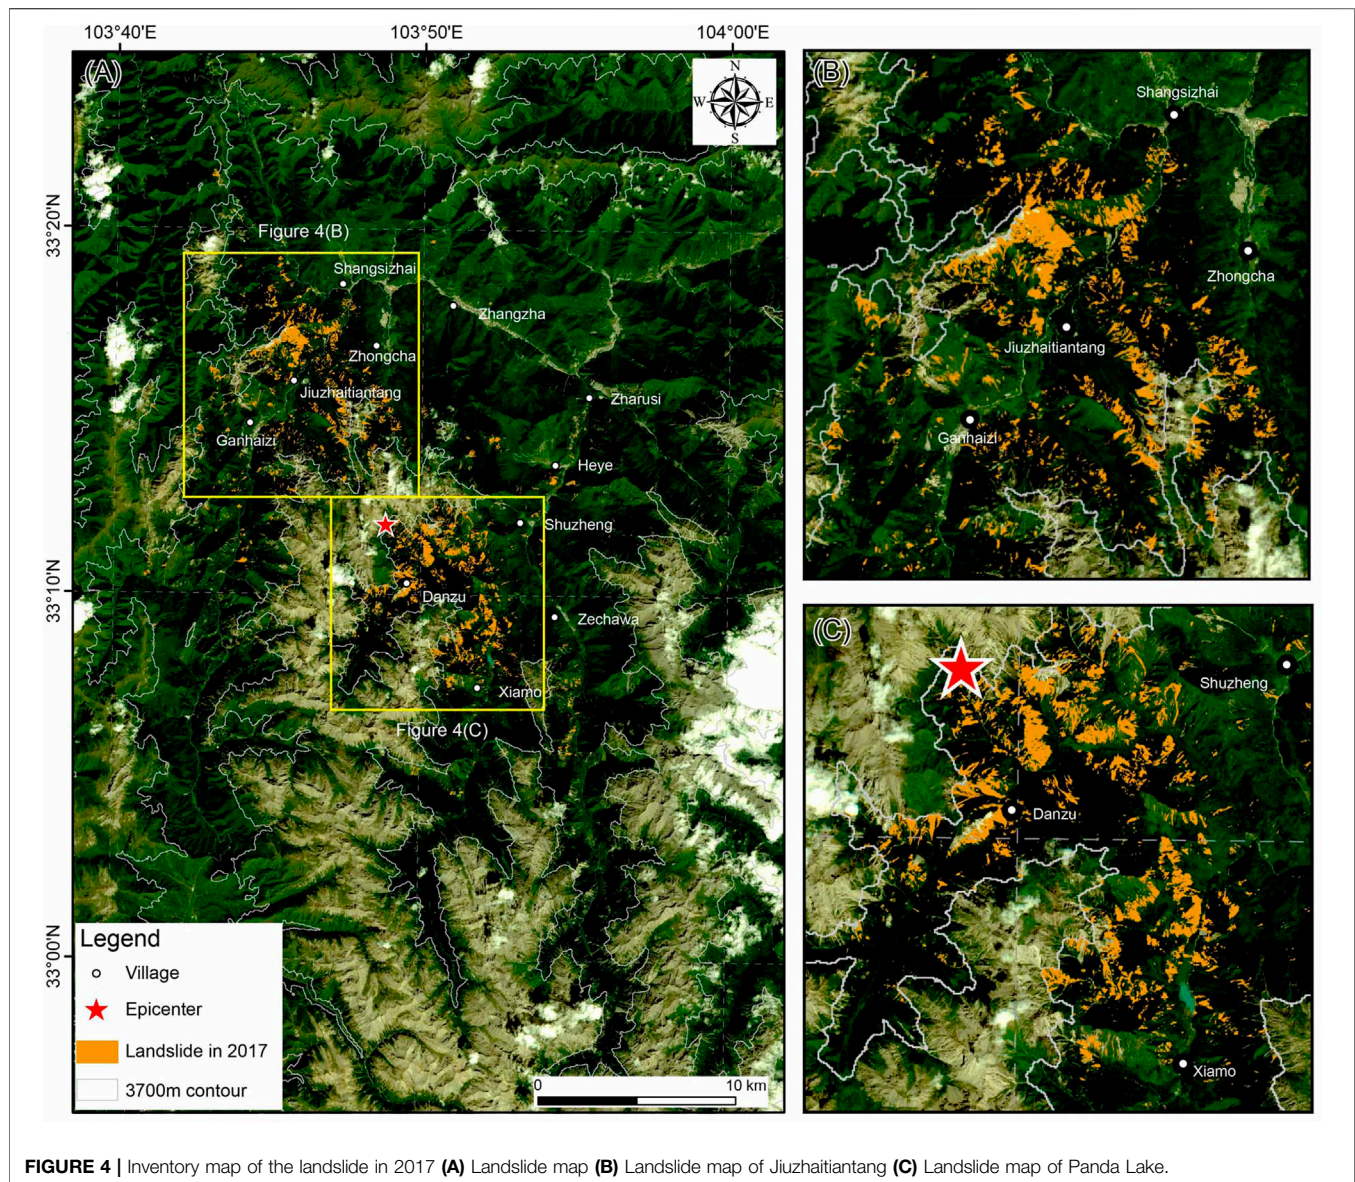 103°40'E
103°50'E
104°00'E
33°20'N
33°10'N
33°00'N
(A)
N
W
E
S
Figure 4(B)
Shangsizhai
Zhangzha
Zhongcha
Jiuzhaitiantang
Zharusi
Ganhaizi
Heye
Shuzheng
Danzu
Zechawa
Xiamo
Figure 4(C)
Legend
Village
Epicenter
Landslide in 2017
3700m contour
0
10 km
(B)
Shangsizhai
Zhongcha
Jiuzhaitiantang
Ganhaizi
(C)
Shuzheng
Danzu
Xiamo
FIGURE 4 | Inventory map of the landslide in 2017 (A) Landslide map (B) Landslide map of Jiuzhaitiantang (C) Landslide map of Panda Lake.